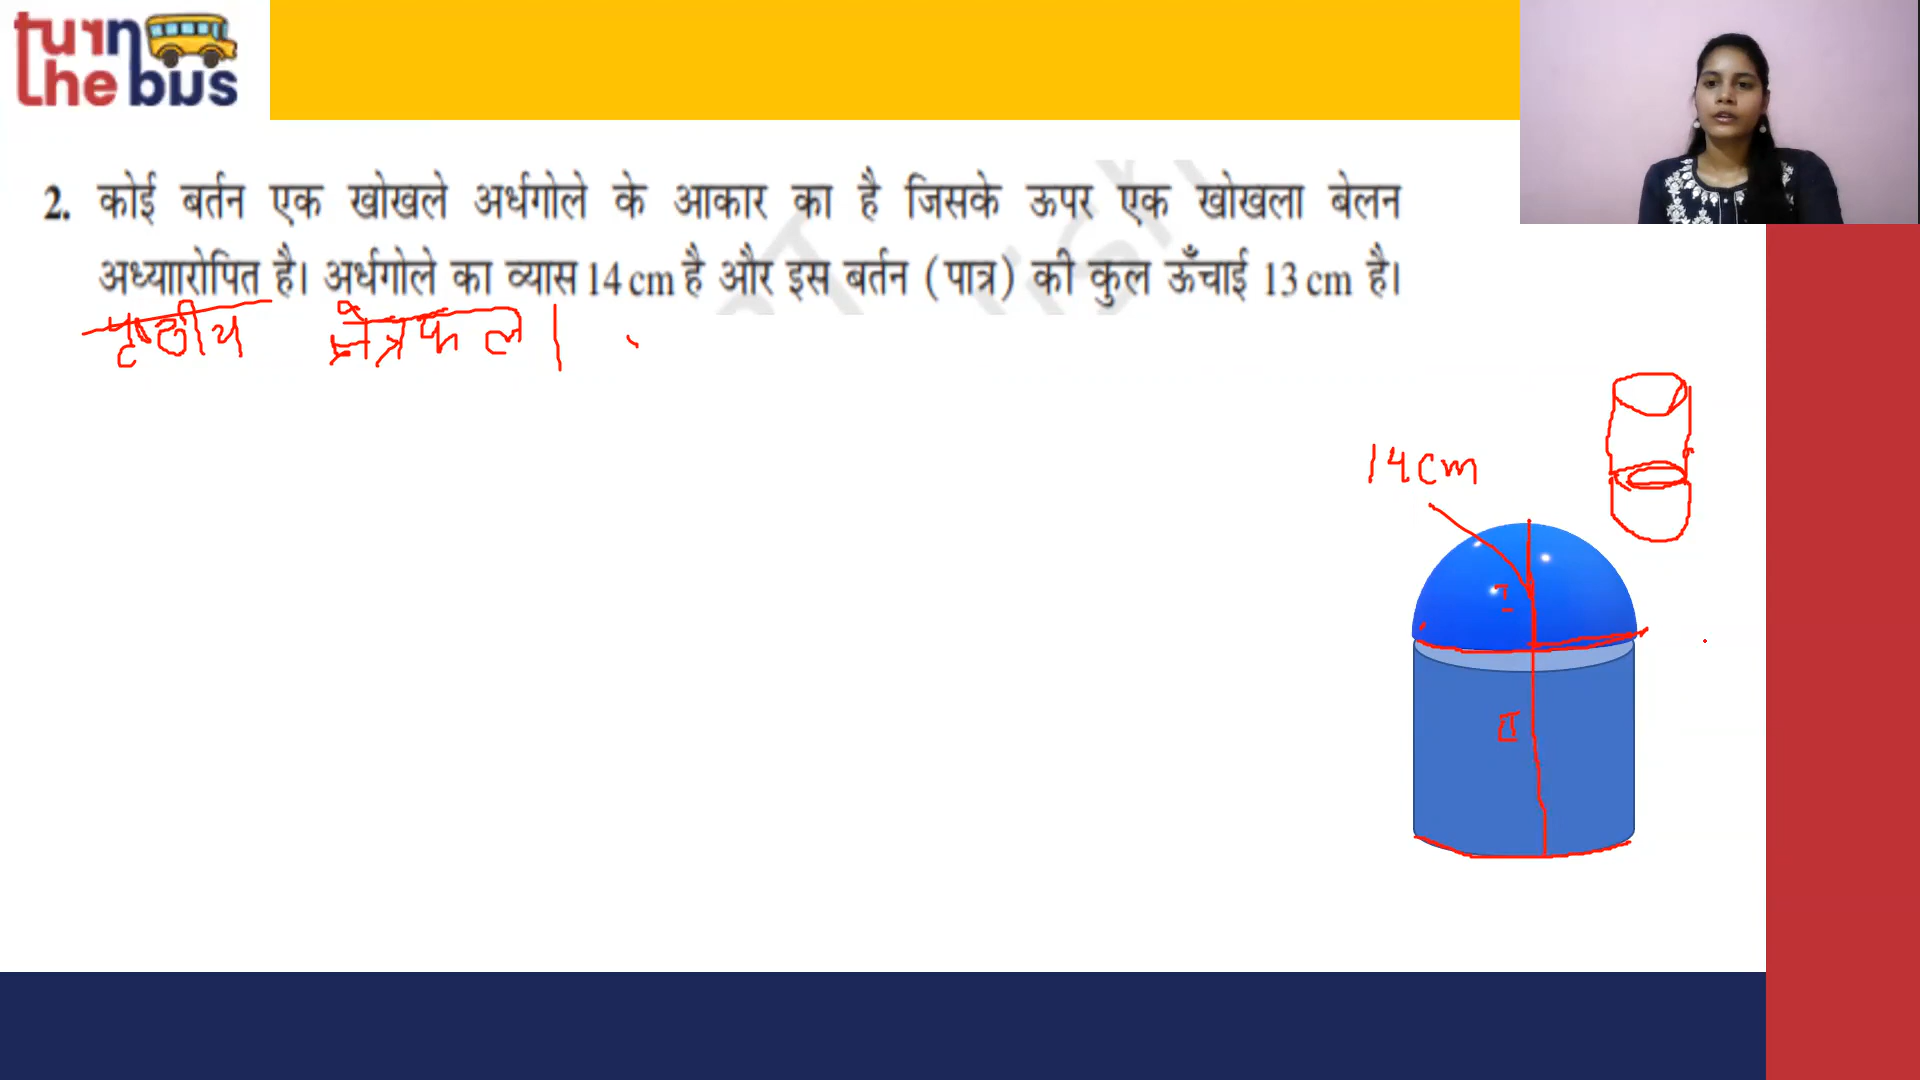 turn
the bus
2. कोई बर्तन एक खोखले अर्धगोले के आकार का है जिसके ऊपर एक खोखला बेलन
अध्याारोपित है। अर्धगोले का व्यास 14 cm है और इस बर्तन (पात्र) की कुल ऊँचाई 13 cm है।
पृष्ठीय क्षेत्रफल।
14cm
I
II